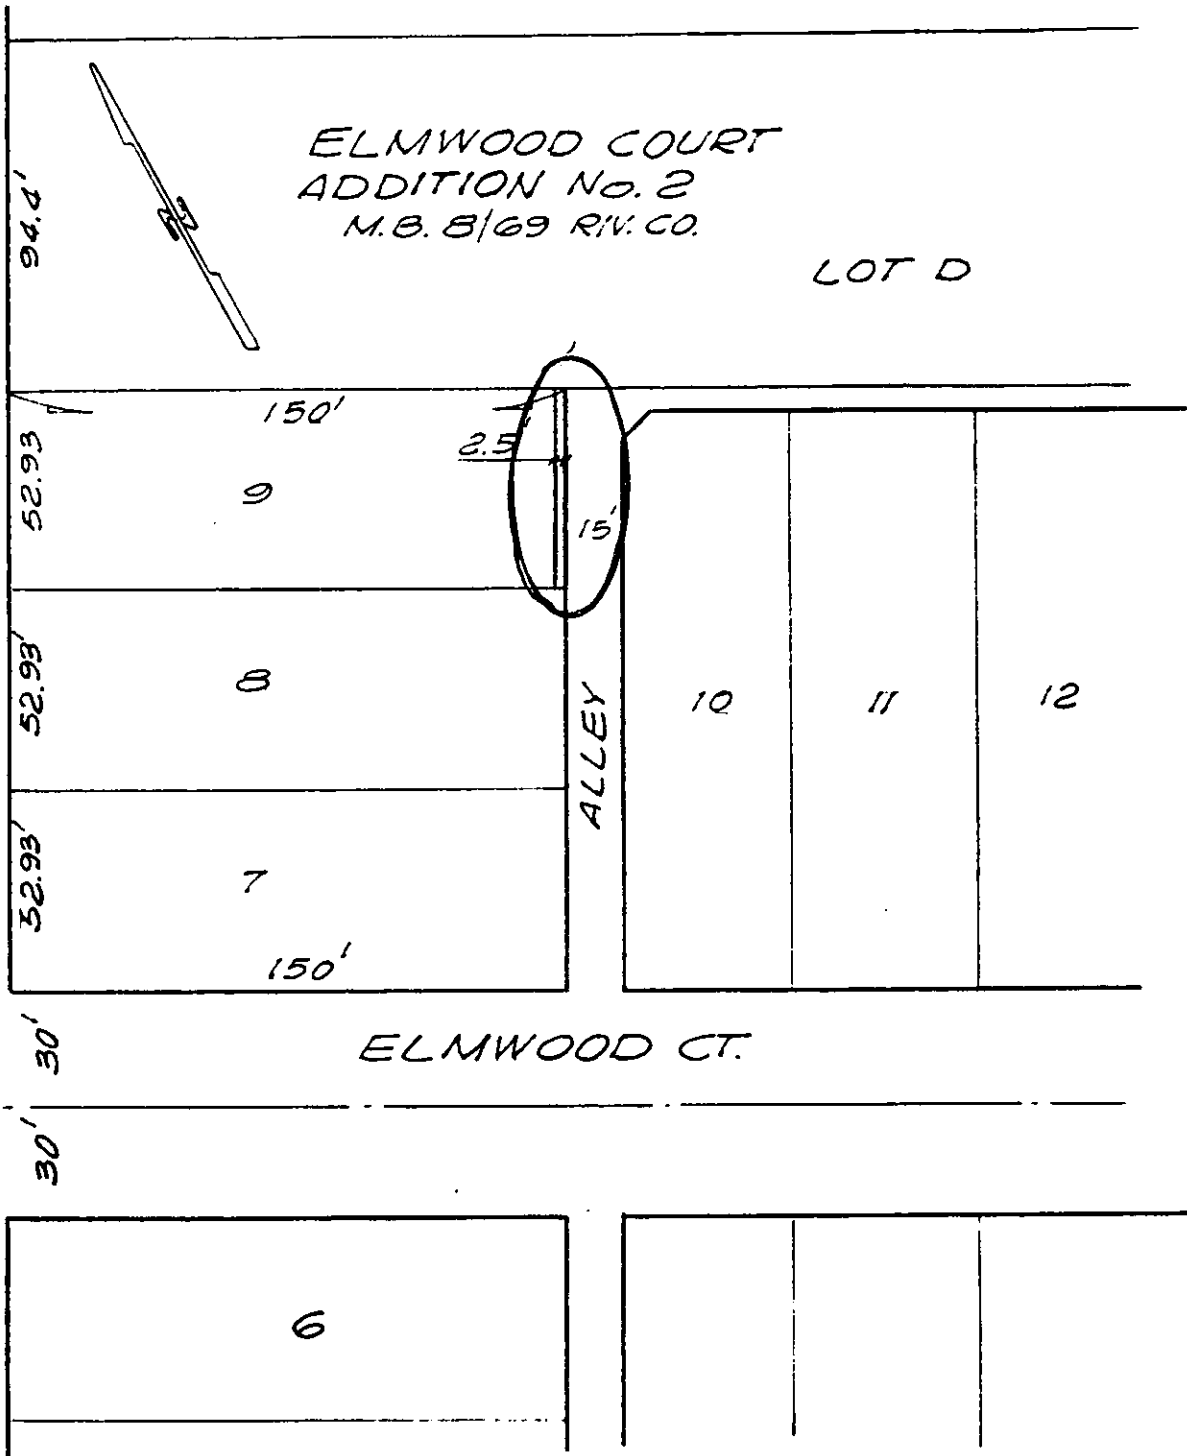 94.4'
N
ELMWOOD COURT
ADDITION No. 2
M.B. 8/69 RIV. CO.
LOT D
150'
52.93
2.5'
9
15'
52.93'
8
ALLEY
10
11
12
52.93'
7
150'
30'
ELMWOOD CT.
30'
6